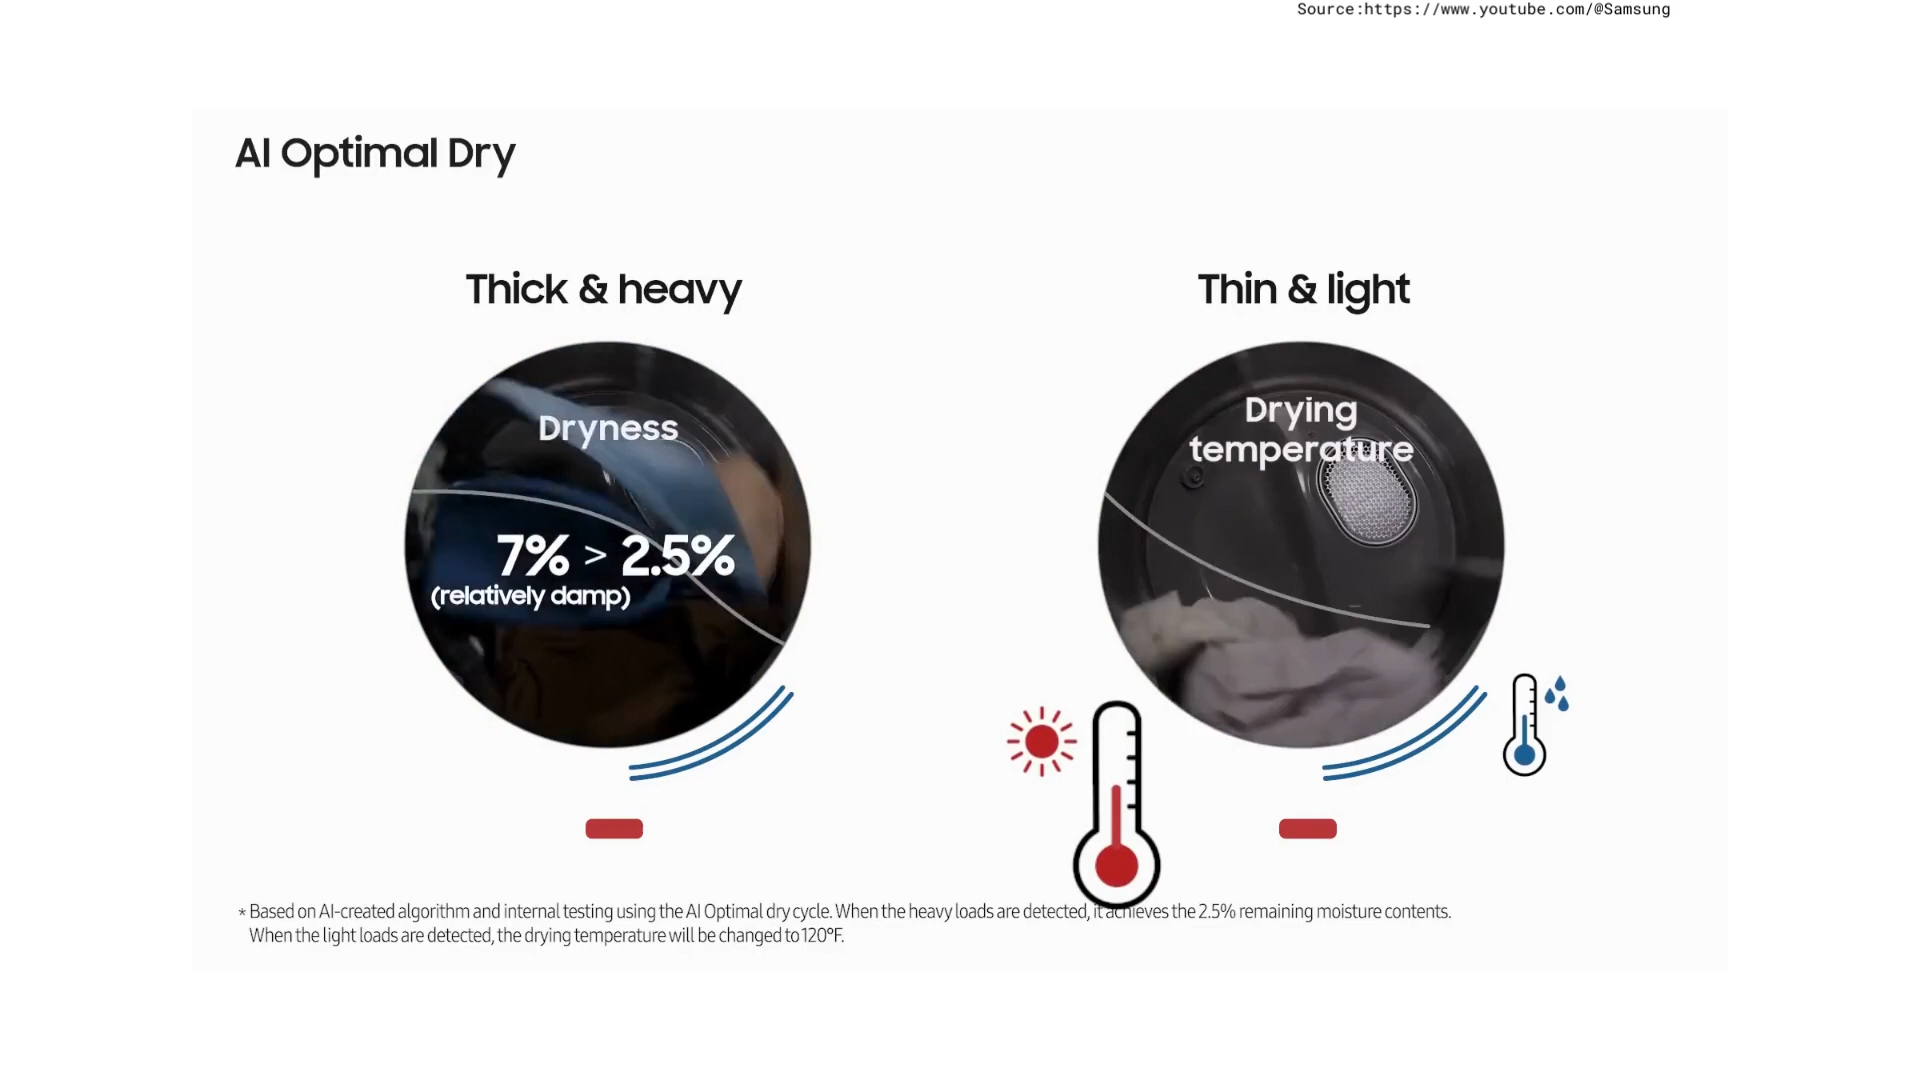 Source:https://www.youtube.com/@Samsung
AI Optimal Dry
Thick & heavy
Thin & light
Dryness
7% > 2.5%
(relatively damp)
Drying
temperature
* Based on AI-created algorithm and internal testing using the AI Optimal dry cycle. When the heavy loads are detected, it achieves the 2.5% remaining moisture contents.
When the light loads are detected, the drying temperature will be changed to 120°F.